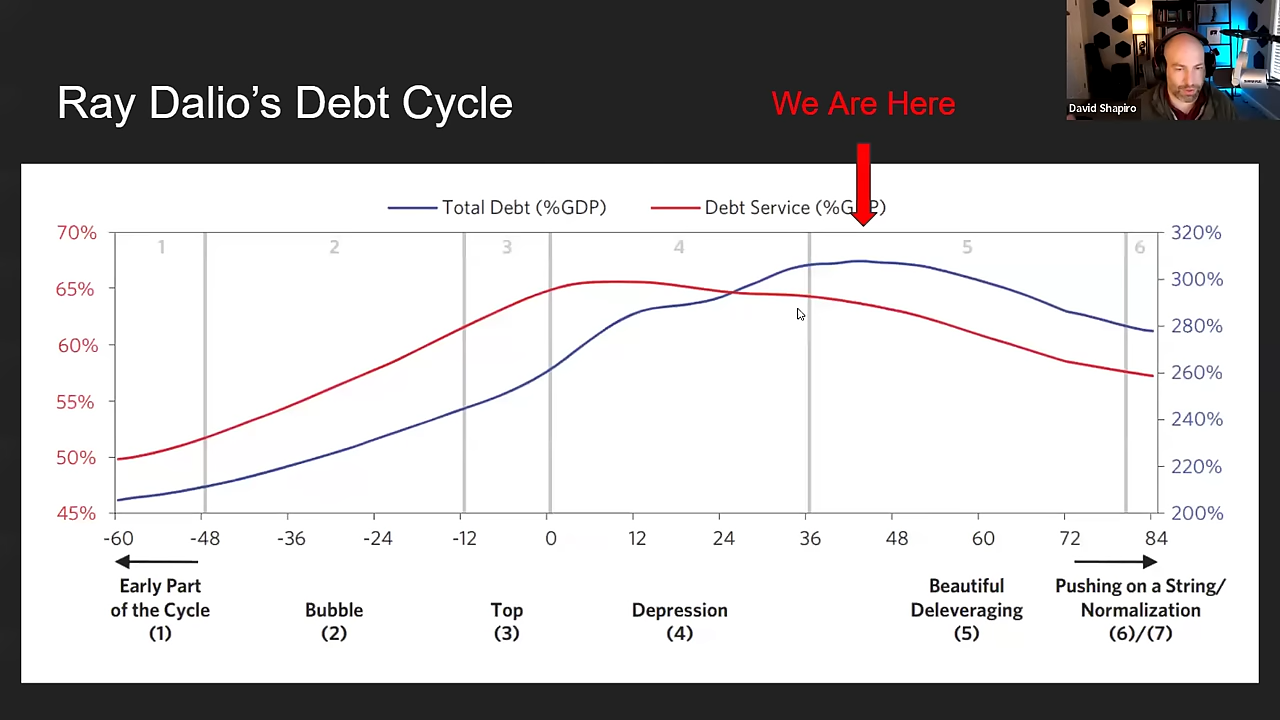 Ray Dalio’s Debt Cycle
We Are Here
David Shapiro
Total Debt (%GDP)
Debt Service (%G P)
70%
65%
60%
55%
50%
45%
1
2
3
4
5
6
320%
300%
280%
260%
240%
220%
200%
-60 -48 -36 -24 -12 0 12 24 36 48 60 72 84
Early Part
of the Cycle
(1)
Bubble
(2)
Top
(3)
Depression
(4)
Beautiful
Deleveraging
(5)
Pushing on a String/
Normalization
(6)/(7)